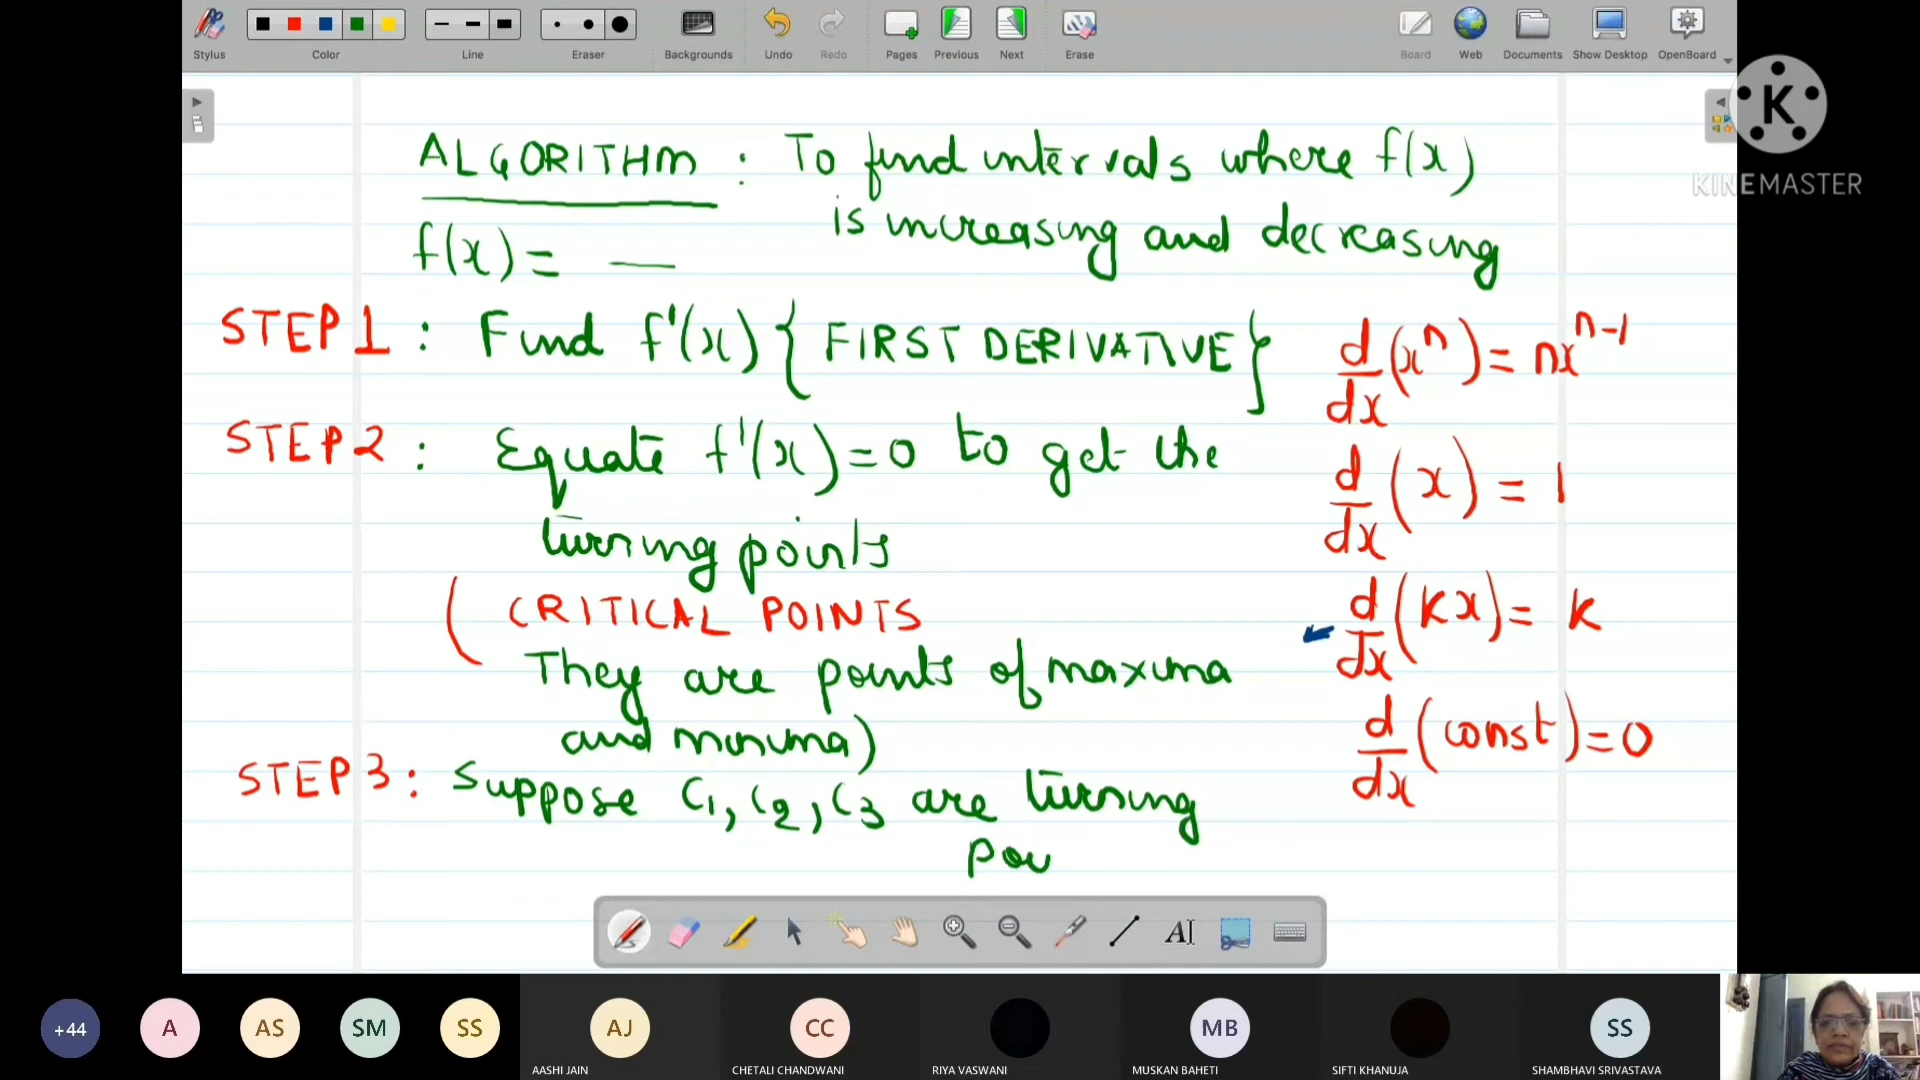 Stylus Color Line Eraser Backgrounds Undo Redo Pages Previous Next Erase Board Web Documents Show Desktop OpenBoard
K
KINEMASTER
ALGORITHM : To find intervals where f(x)
is increasing and decreasing
f(x) = —
STEP 1 : Find f'(x) { FIRST DERIVATIVE }
STEP 2 : Equate f'(x) = 0 to get the
turning points
( CRITICAL POINTS
They are points of maxima
and minima)
STEP 3 : Suppose C1, C2, C3 are turning
poi
d/dx (x^n) = nx^(n-1)
d/dx (x) = 1
d/dx (kx) = k
d/dx (const) = 0
AI
+44 A AS SM SS AJ CC MB SS
AASHI JAIN CHETALI CHANDWANI RIYA VASWANI MUSKAN BAHETI SIFTI KHANUJA SHAMBHAVI SRIVASTAVA